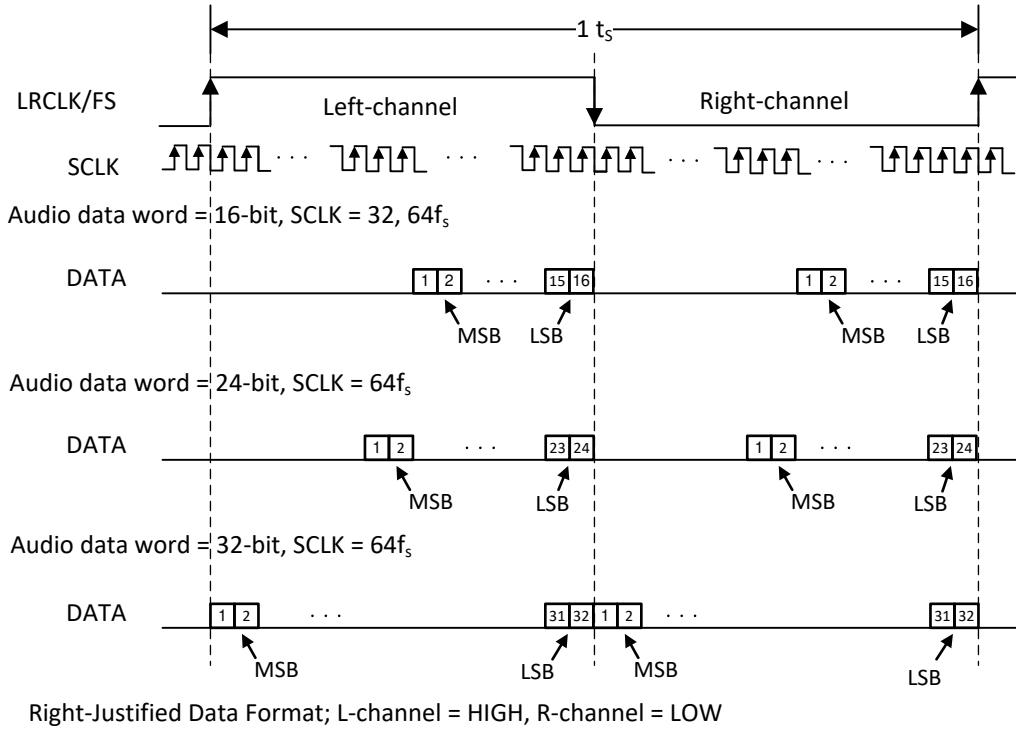 1 tS
LRCLK/FS Left-channel Right-channel
SCLK · · · · · · · · · · · ·
Audio data word = 16-bit, SCLK = 32, 64fs
DATA 1 2 · · · 15 16 1 2 · · · 15 16
MSB LSB MSB LSB
Audio data word = 24-bit, SCLK = 64fs
DATA 1 2 · · · 23 24 1 2 · · · 23 24
MSB LSB MSB LSB
Audio data word = 32-bit, SCLK = 64fs
DATA 1 2 · · · 31 32 1 2 · · · 31 32
MSB LSB MSB LSB
Right-Justified Data Format; L-channel = HIGH, R-channel = LOW